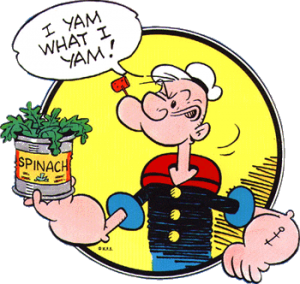 I YAM
WHAT I
YAM!
SPINACH
© K.F.S.